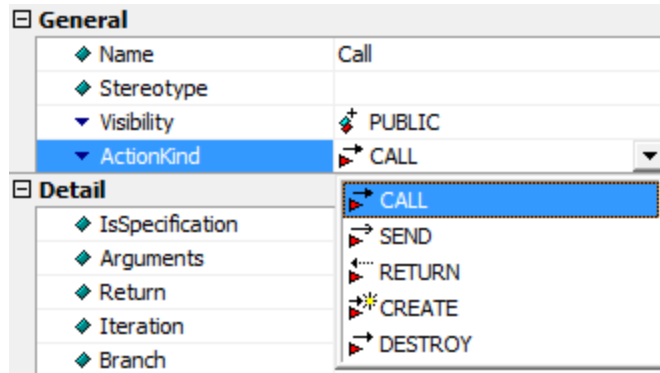 General
Name Call
Stereotype
Visibility PUBLIC
ActionKind CALL
Detail
IsSpecification
Arguments
Return
Iteration
Branch
CALL
SEND
RETURN
CREATE
DESTROY